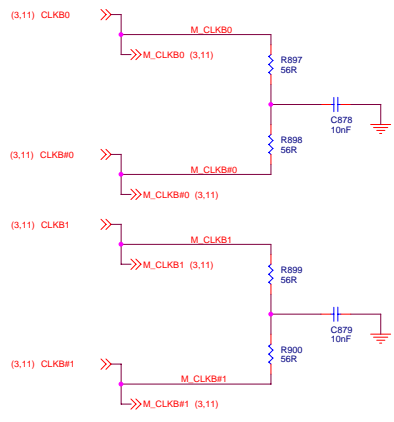 (3,11) CLKB0
M_CLKB0
M_CLKB0 (3,11)
R897
56R
C878
10nF
R898
56R
(3,11) CLKB#0
M_CLKB#0
M_CLKB#0 (3,11)
(3,11) CLKB1
M_CLKB1
M_CLKB1 (3,11)
R899
56R
C879
10nF
R900
56R
(3,11) CLKB#1
M_CLKB#1
M_CLKB#1 (3,11)